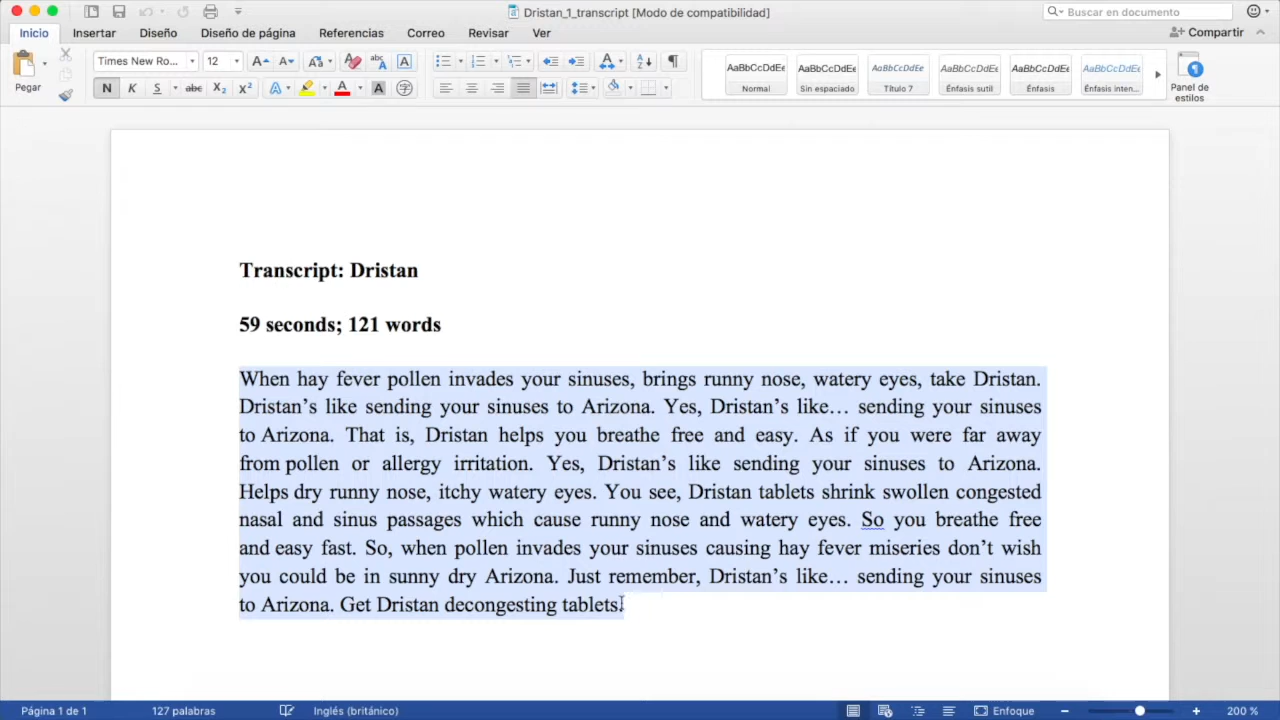 Dristan_1_transcript [Modo de compatibilidad]
Buscar en documento
Inicio Insertar Diseño Diseño de página Referencias Correo Revisar Ver Compartir
Pegar
Times New Ro... 12
N K S abc X₂ X² A A A
AaBbCcDdEe AaBbCcDdEe AaBbCcDdEe AaBbCcDdEe AaBbCcDdEe AaBbCcDdEe
Normal Sin espaciado Título 7 Énfasis sutil Énfasis Énfasis inten...
Panel de
estilos
Transcript: Dristan
59 seconds; 121 words
When hay fever pollen invades your sinuses, brings runny nose, watery eyes, take Dristan.
Dristan’s like sending your sinuses to Arizona. Yes, Dristan’s like… sending your sinuses
to Arizona. That is, Dristan helps you breathe free and easy. As if you were far away
from pollen or allergy irritation. Yes, Dristan’s like sending your sinuses to Arizona.
Helps dry runny nose, itchy watery eyes. You see, Dristan tablets shrink swollen congested
nasal and sinus passages which cause runny nose and watery eyes. So you breathe free
and easy fast. So, when pollen invades your sinuses causing hay fever miseries don’t wish
you could be in sunny dry Arizona. Just remember, Dristan’s like… sending your sinuses
to Arizona. Get Dristan decongesting tablets.
Página 1 de 1 127 palabras Inglés (británico) Enfoque 200 %